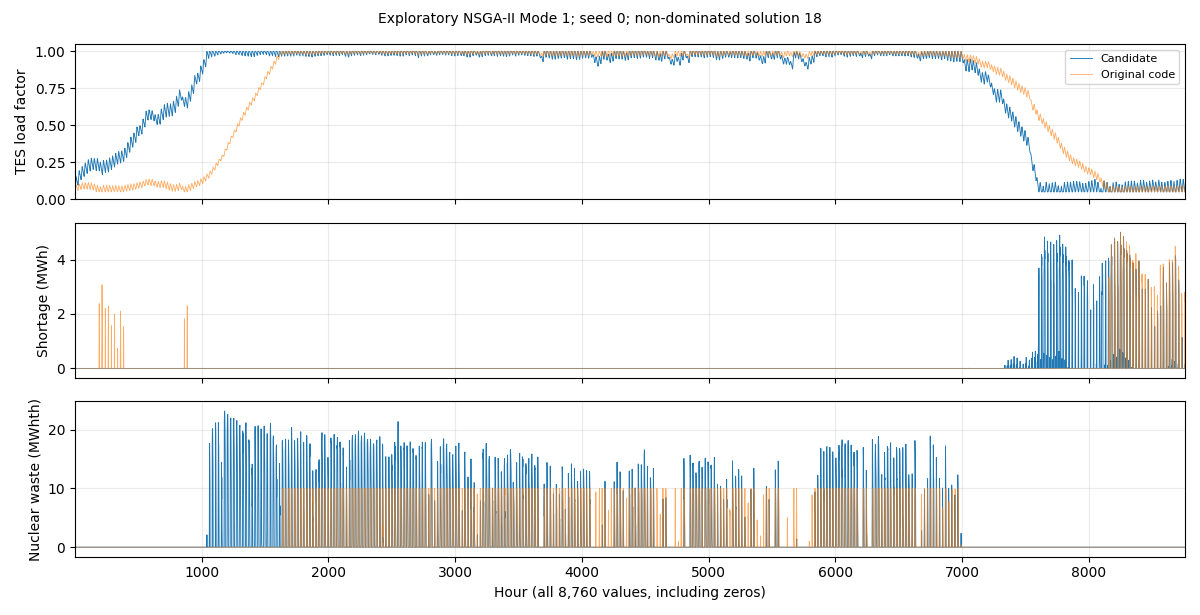 Exploratory NSGA-II Mode 1; seed 0; non-dominated solution 18
TES load factor
1.00
0.75
0.50
0.25
0.00
Candidate
Original code
Shortage (MWh)
4
2
0
Nuclear waste (MWhth)
20
10
0
1000 2000 3000 4000 5000 6000 7000 8000
Hour (all 8,760 values, including zeros)